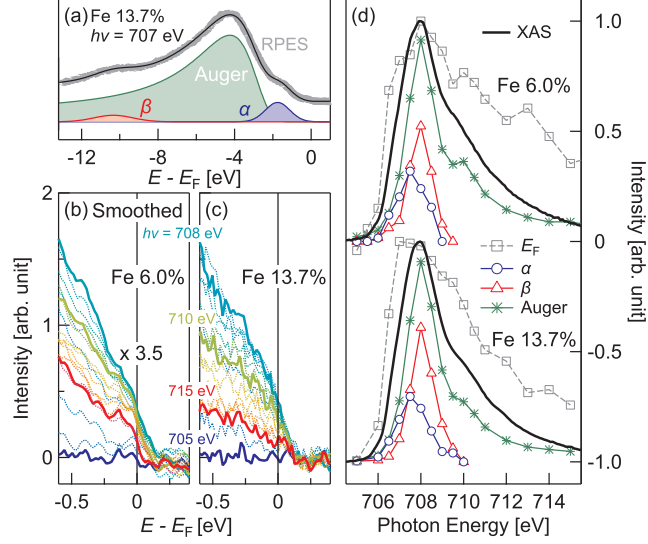 (a) Fe 13.7%
hν = 707 eV
RPES
Auger
β
α
-12
-8
-4
0
E - E_F [eV]
(b) Smoothed
(c)
hν = 708 eV
Fe 6.0%
Fe 13.7%
710 eV
x 3.5
715 eV
705 eV
2
1
0
Intensity [arb. unit]
-0.5
0
-0.5
0
E - E_F [eV]
(d)
XAS
Fe 6.0%
E_F
α
β
Auger
Fe 13.7%
1.0
0.5
0
-0.5
-1.0
Intensity [arb. unit]
706
708
710
712
714
Photon Energy [eV]